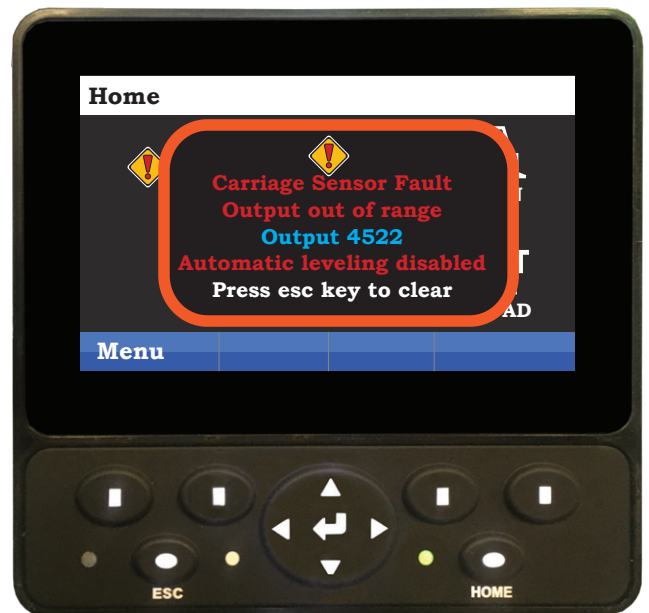 Home
Carriage Sensor Fault
Output out of range
Output 4522
Automatic leveling disabled
Press esc key to clear
AD
Menu
ESC
HOME